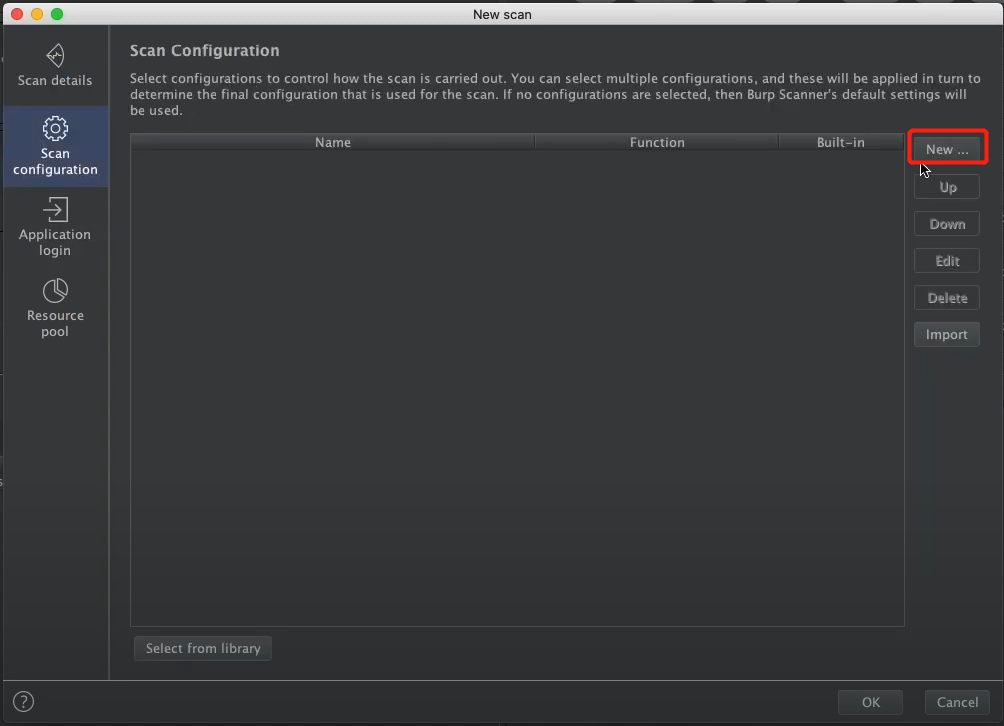 New scan
Scan details
Scan
configuration
Application
login
Resource
pool
Scan Configuration
Select configurations to control how the scan is carried out. You can select multiple configurations, and these will be applied in turn to
determine the final configuration that is used for the scan. If no configurations are selected, then Burp Scanner's default settings will
be used.
Name Function Built-in
New ...
Up
Down
Edit
Delete
Import
Select from library
?
OK Cancel